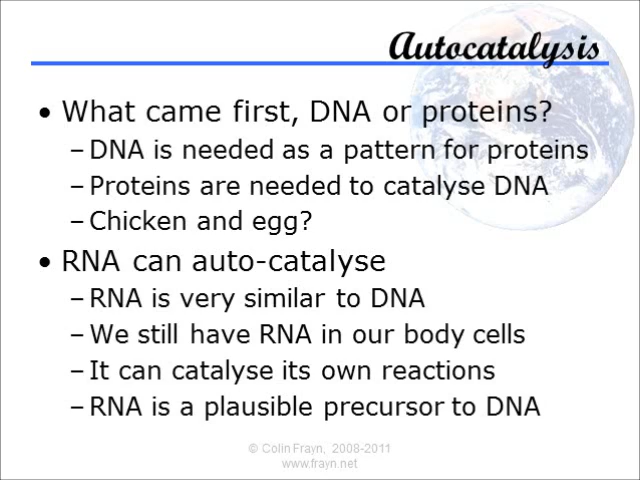 Autocatalysis
• What came first, DNA or proteins?
– DNA is needed as a pattern for proteins
– Proteins are needed to catalyse DNA
– Chicken and egg?
• RNA can auto-catalyse
– RNA is very similar to DNA
– We still have RNA in our body cells
– It can catalyse its own reactions
– RNA is a plausible precursor to DNA
© Colin Frayn, 2008-2011
www.frayn.net